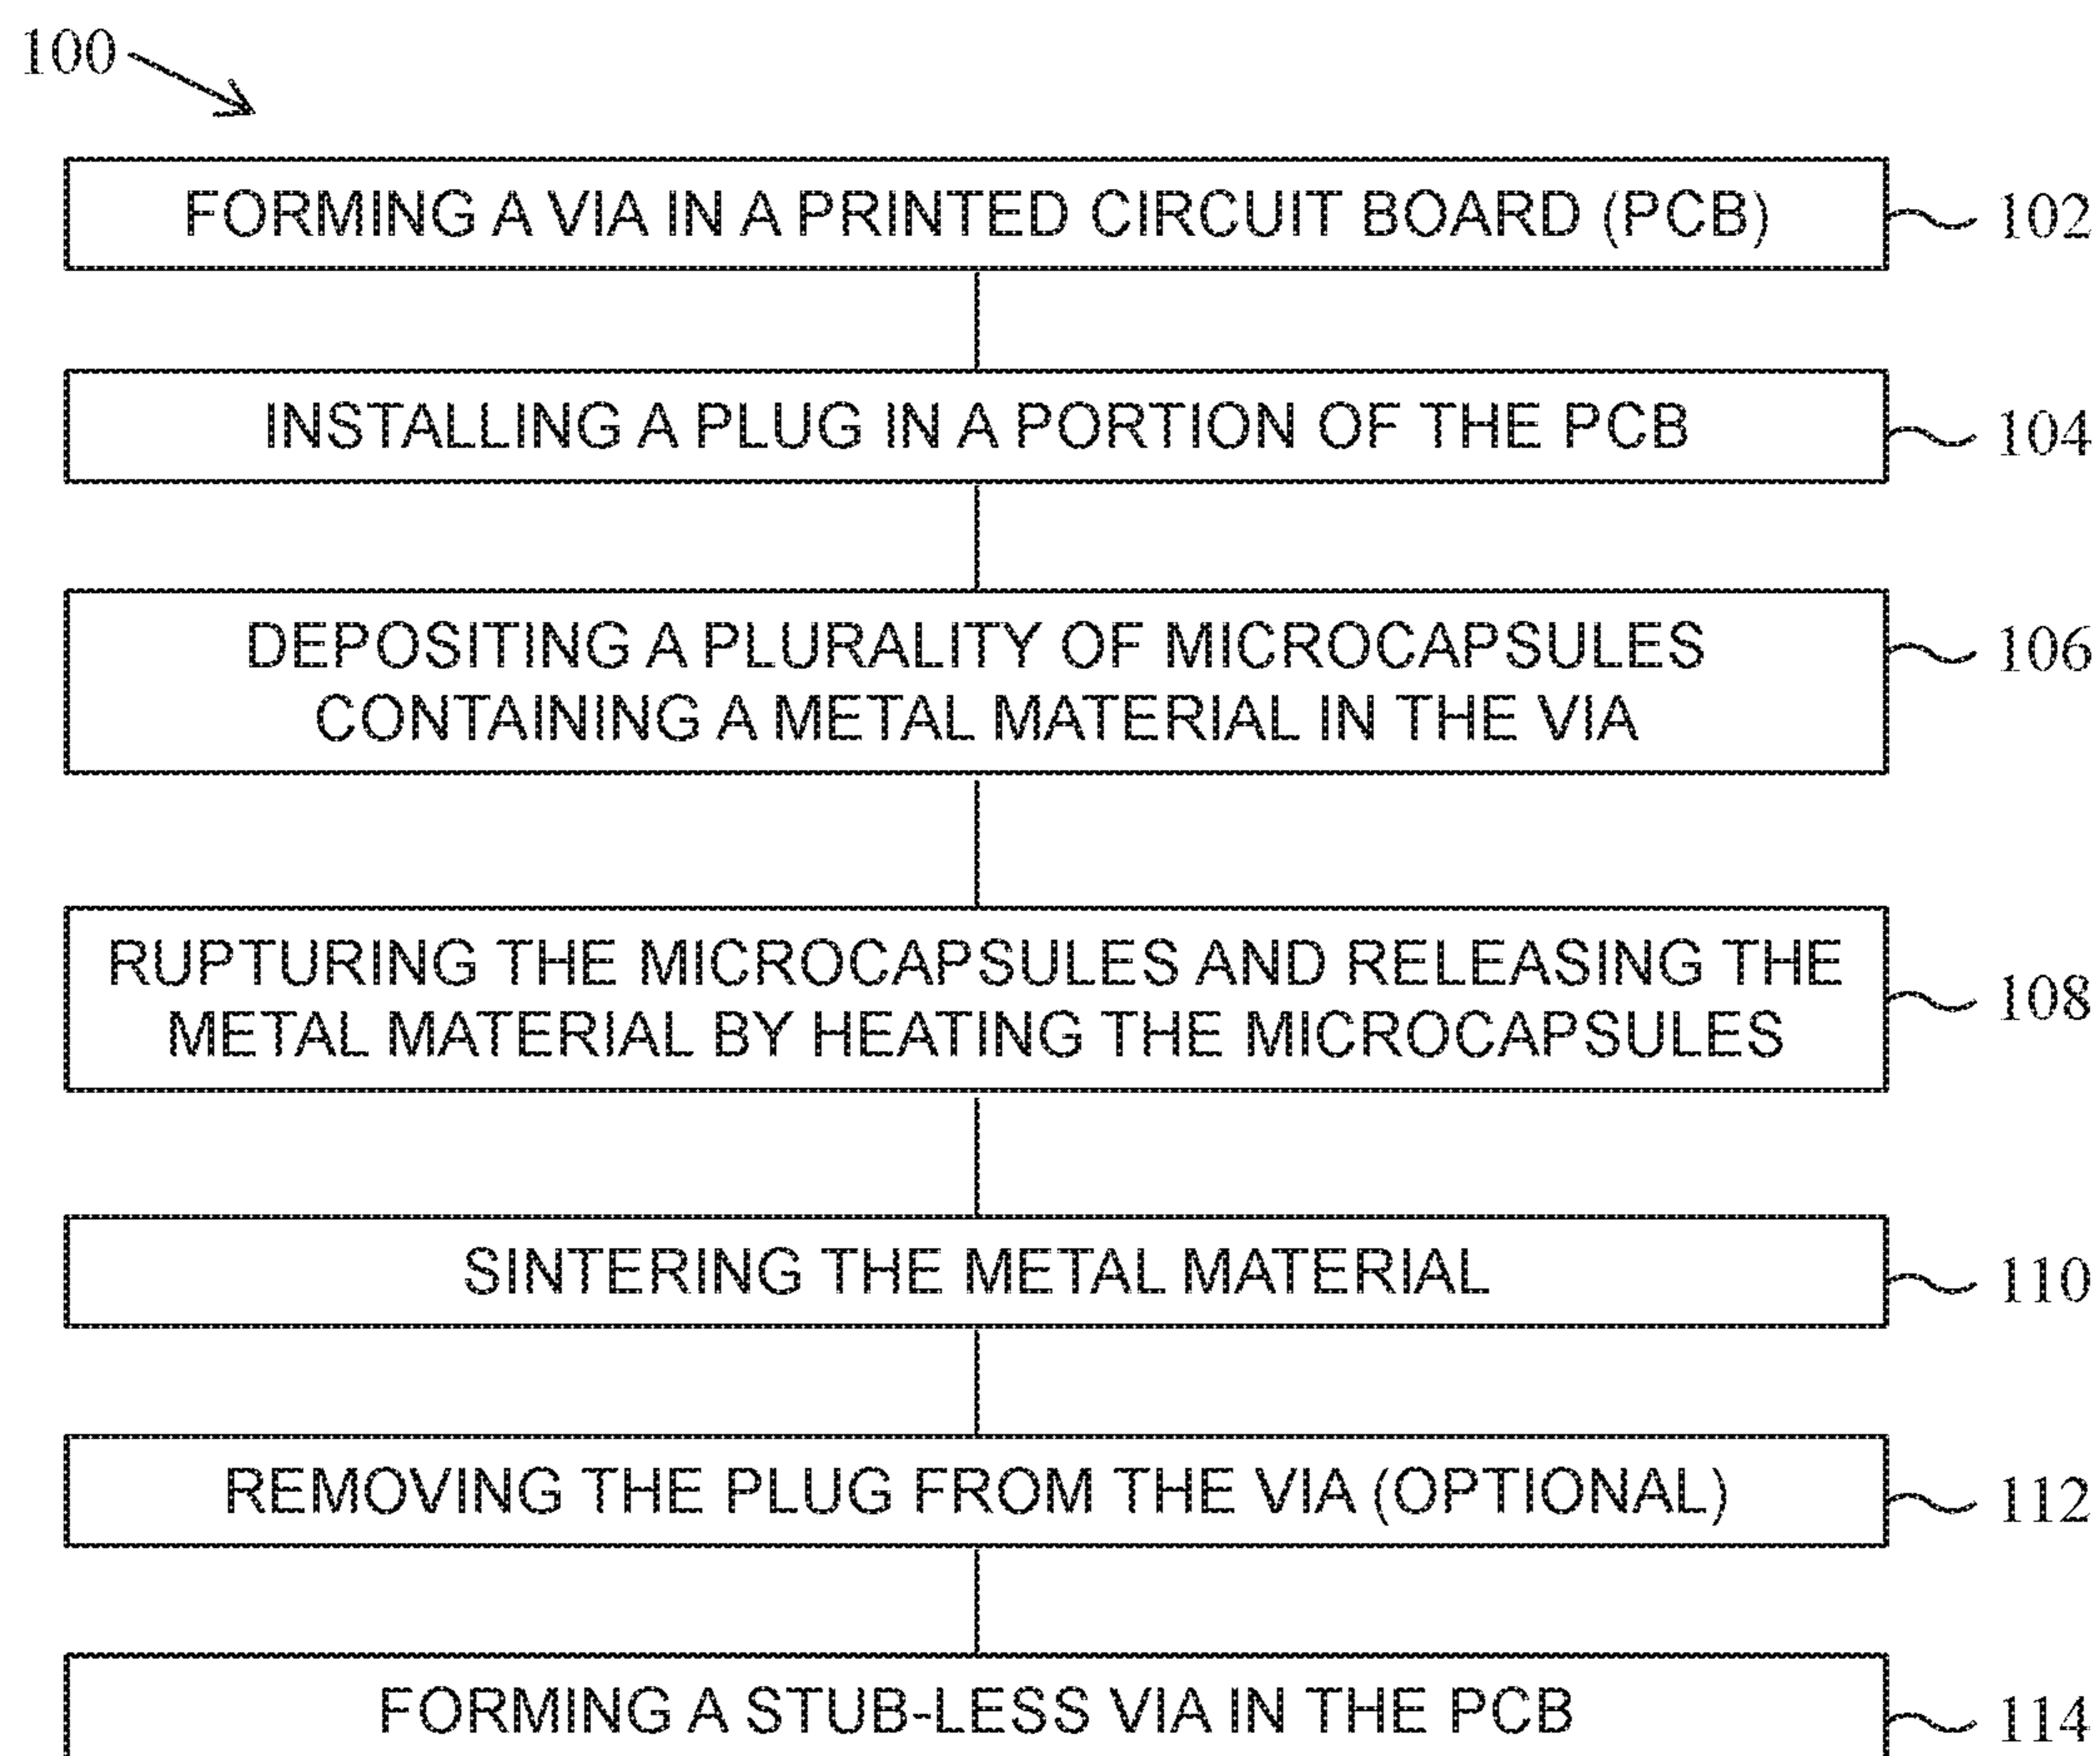 100
FORMING A VIA IN A PRINTED CIRCUIT BOARD (PCB)
102
INSTALLING A PLUG IN A PORTION OF THE PCB
104
DEPOSITING A PLURALITY OF MICROCAPSULES
106
CONTAINING A METAL MATERIAL IN THE VIA
RUPTURING THE MICROCAPSULES AND RELEASING THE
METAL MATERIAL BY HEATING THE MICROCAPSULES
108
SINTERING THE METAL MATERIAL
110
REMOVING THE PLUG FROM THE VIA (OPTIONAL)
112
FORMING A STUB-LESS VIA IN THE PCB
114